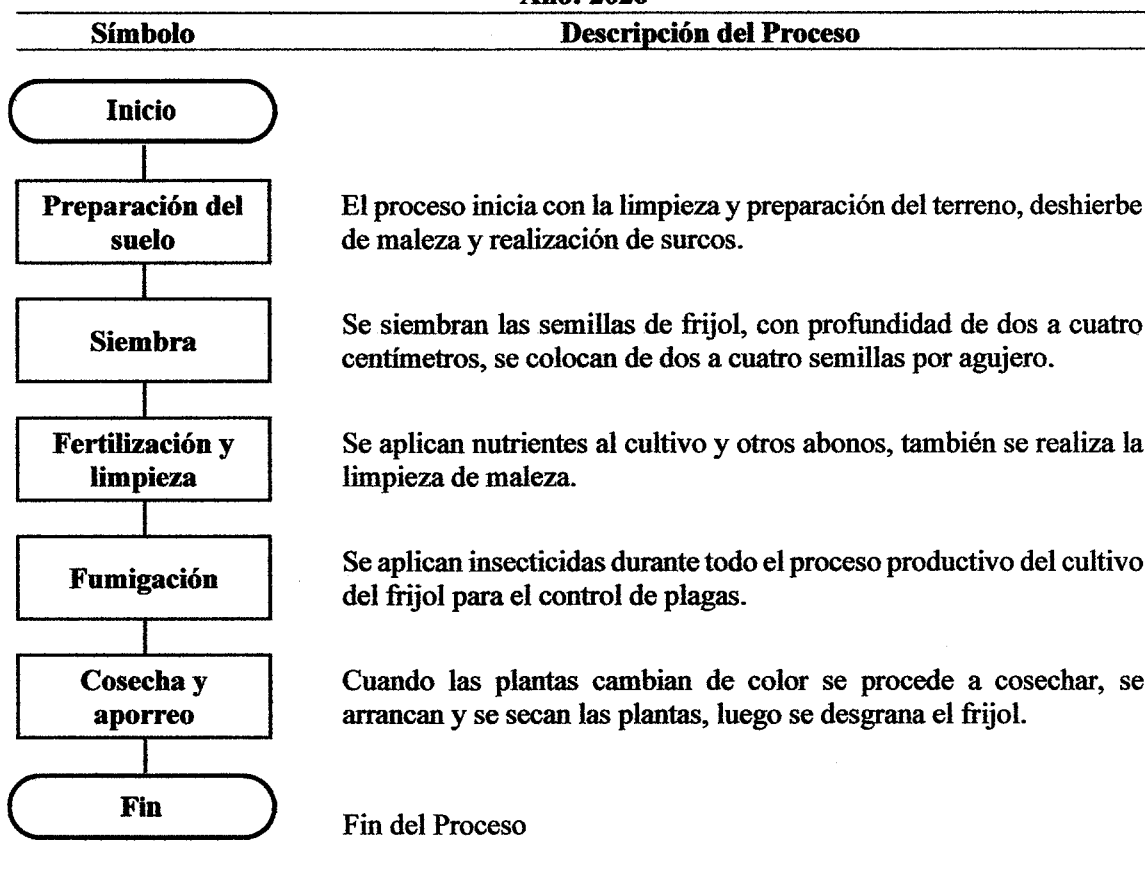 Símbolo Descripción del Proceso
Inicio
Preparación del
suelo
El proceso inicia con la limpieza y preparación del terreno, deshierbe
de maleza y realización de surcos.
Siembra
Se siembran las semillas de frijol, con profundidad de dos a cuatro
centímetros, se colocan de dos a cuatro semillas por agujero.
Fertilización y
limpieza
Se aplican nutrientes al cultivo y otros abonos, también se realiza la
limpieza de maleza.
Fumigación
Se aplican insecticidas durante todo el proceso productivo del cultivo
del frijol para el control de plagas.
Cosecha y
aporreo
Cuando las plantas cambian de color se procede a cosechar, se
arrancan y se secan las plantas, luego se desgrana el frijol.
Fin
Fin del Proceso